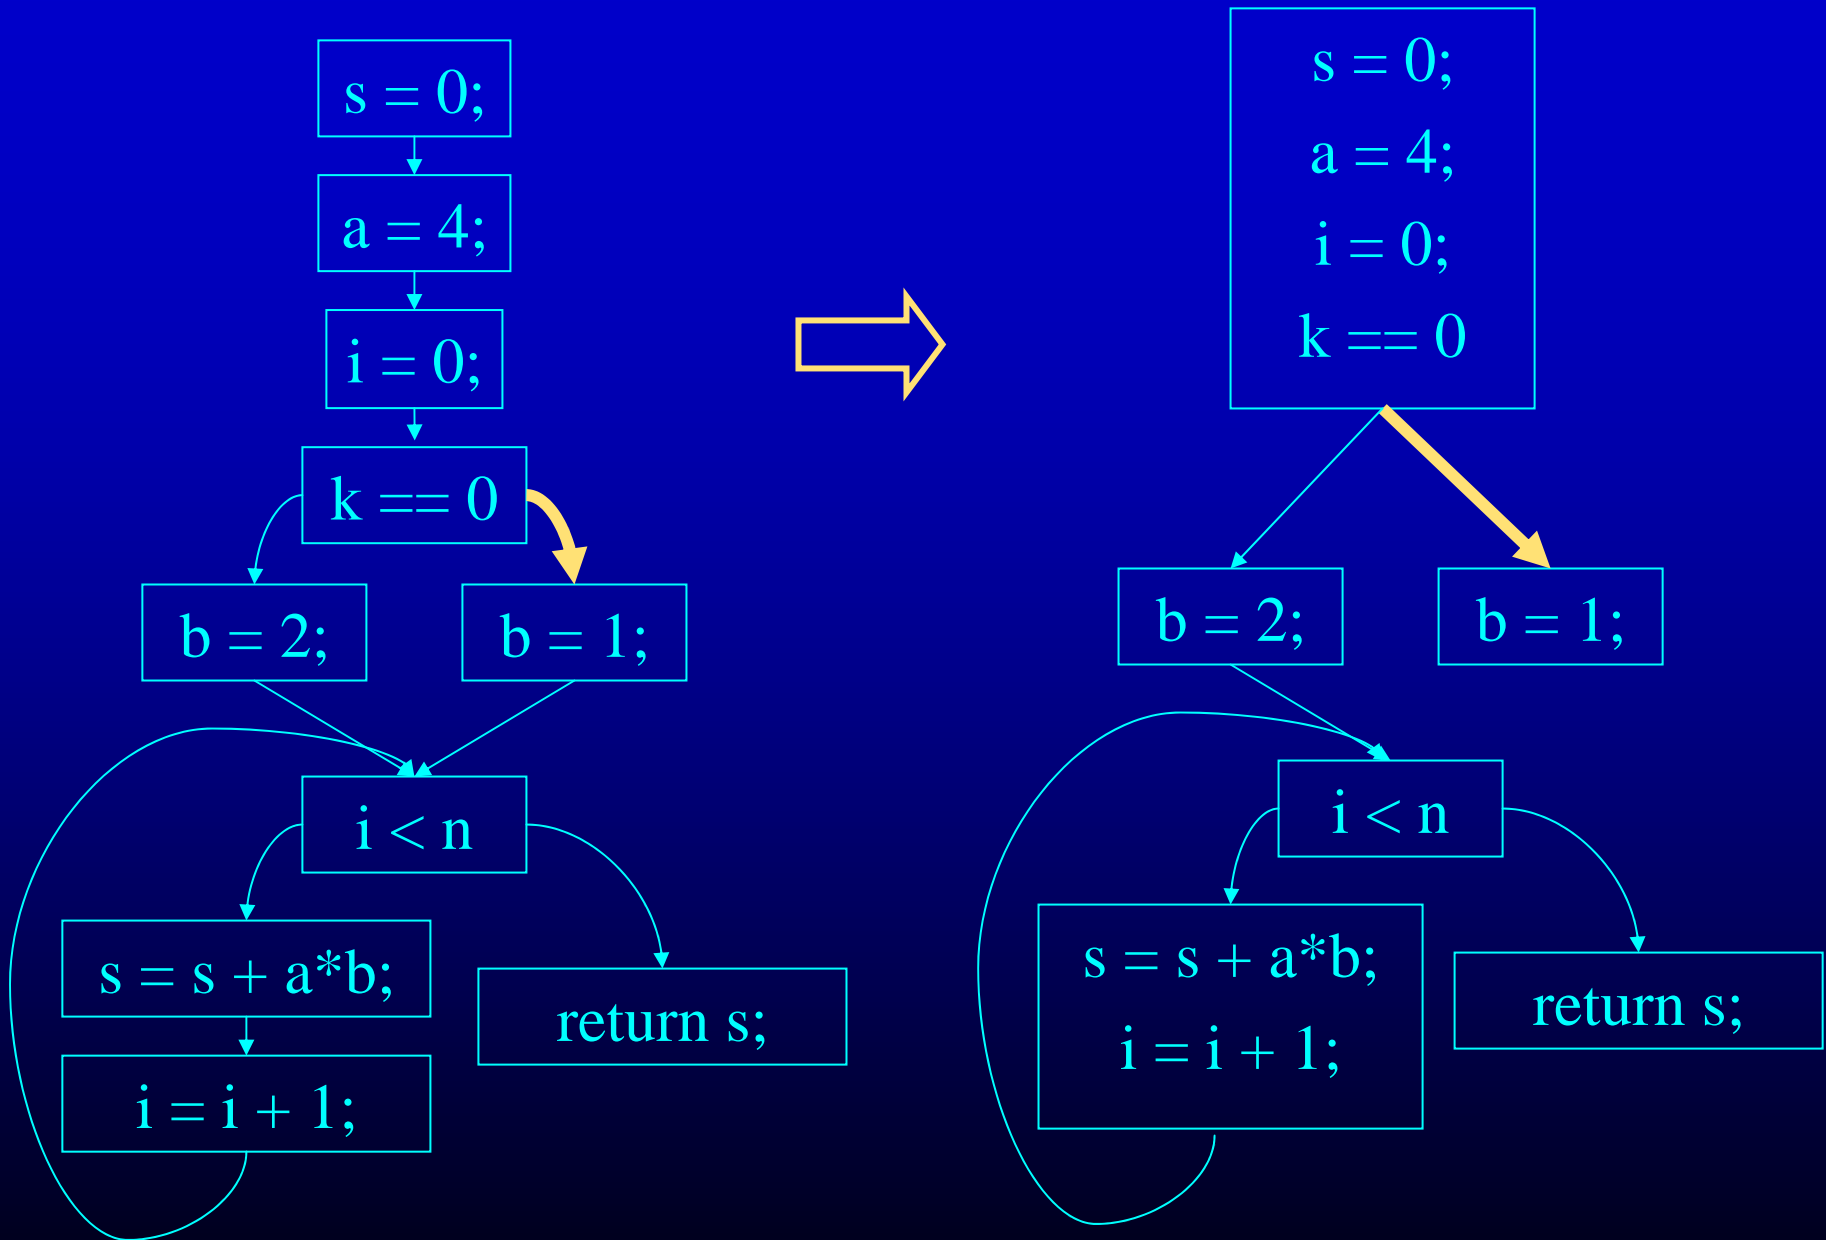 s = 0;
a = 4;
i = 0;
k == 0
b = 2;
b = 1;
i < n
s = s + a*b;
return s;
i = i + 1;
s = 0;
a = 4;
i = 0;
k == 0
b = 2;
b = 1;
i < n
s = s + a*b;
i = i + 1;
return s;